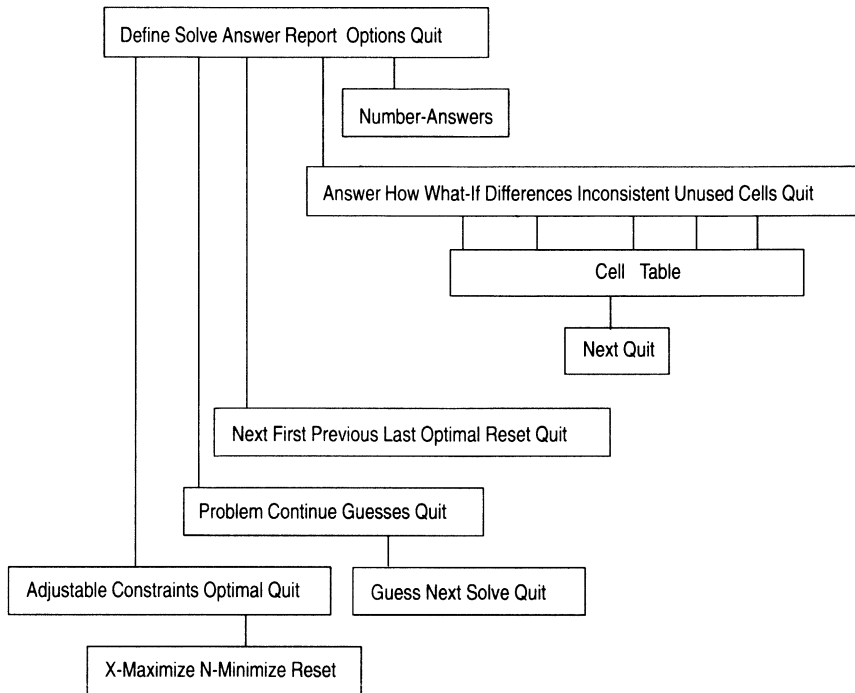 Define Solve Answer Report Options Quit
Number-Answers
Answer How What-If Differences Inconsistent Unused Cells Quit
Cell Table
Next Quit
Next First Previous Last Optimal Reset Quit
Problem Continue Guesses Quit
Adjustable Constraints Optimal Quit
Guess Next Solve Quit
X-Maximize N-Minimize Reset